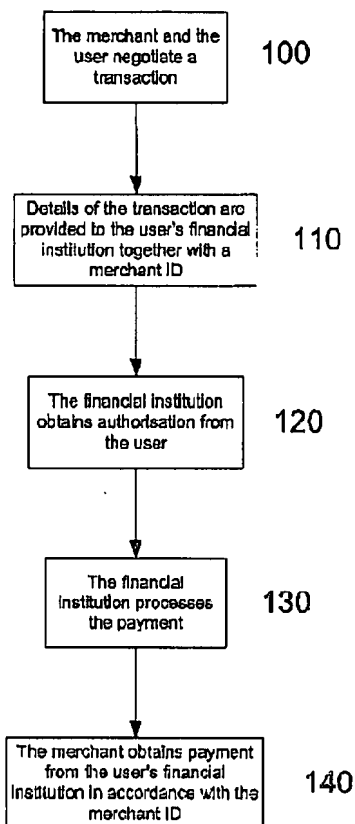 The merchant and the
user negotiate a
transaction
100
Details of the transaction are
provided to the user's financial
institution together with a
merchant ID
110
The financial institution
obtains authorisation from
the user
120
The financial
institution processes
the payment
130
The merchant obtains payment
from the user's financial
institution in accordance with the
merchant ID
140